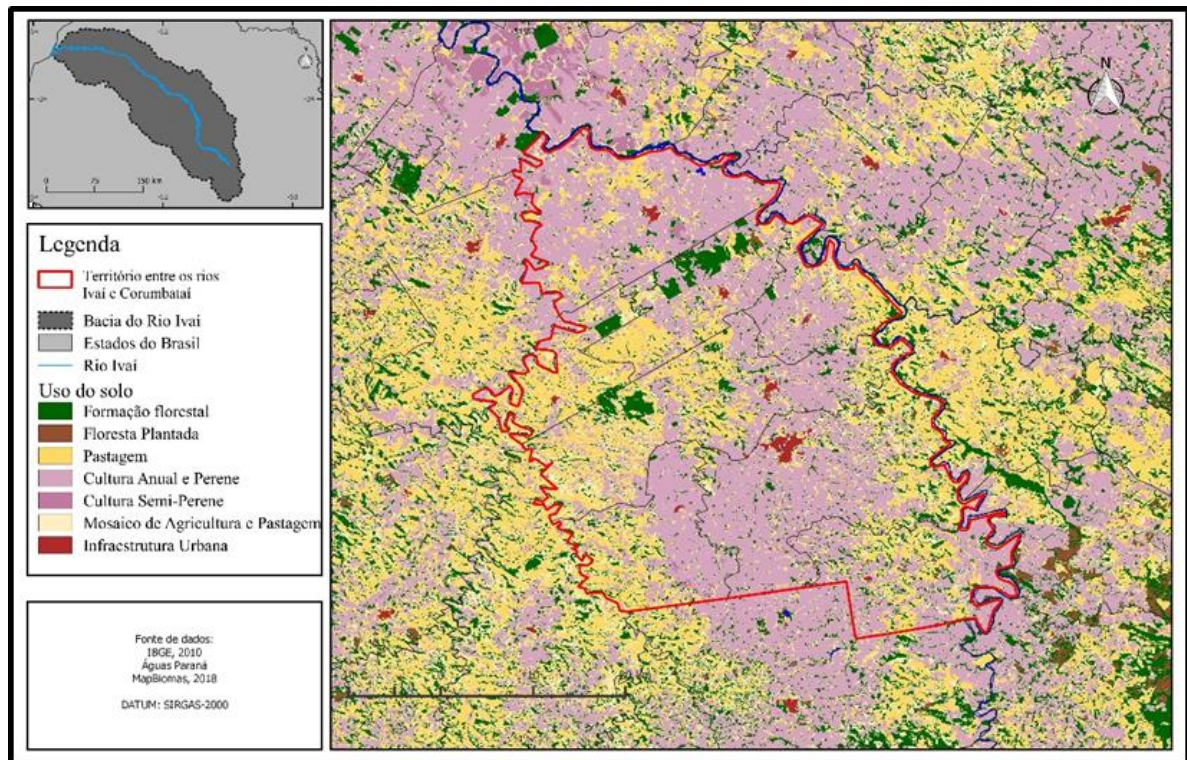 0 75 150 km
Legenda
Território entre os rios
Ivaí e Corumbataí
Bacia do Rio Ivaí
Estados do Brasil
Rio Ivaí
Uso do solo
Formação florestal
Floresta Plantada
Pastagem
Cultura Anual e Perene
Cultura Semi-Perene
Mosaico de Agricultura e Pastagem
Infraestrutura Urbana
Fonte de dados:
IBGE, 2010
Águas Paraná
MapBiomas, 2018
DATUM: SIRGAS-2000
N